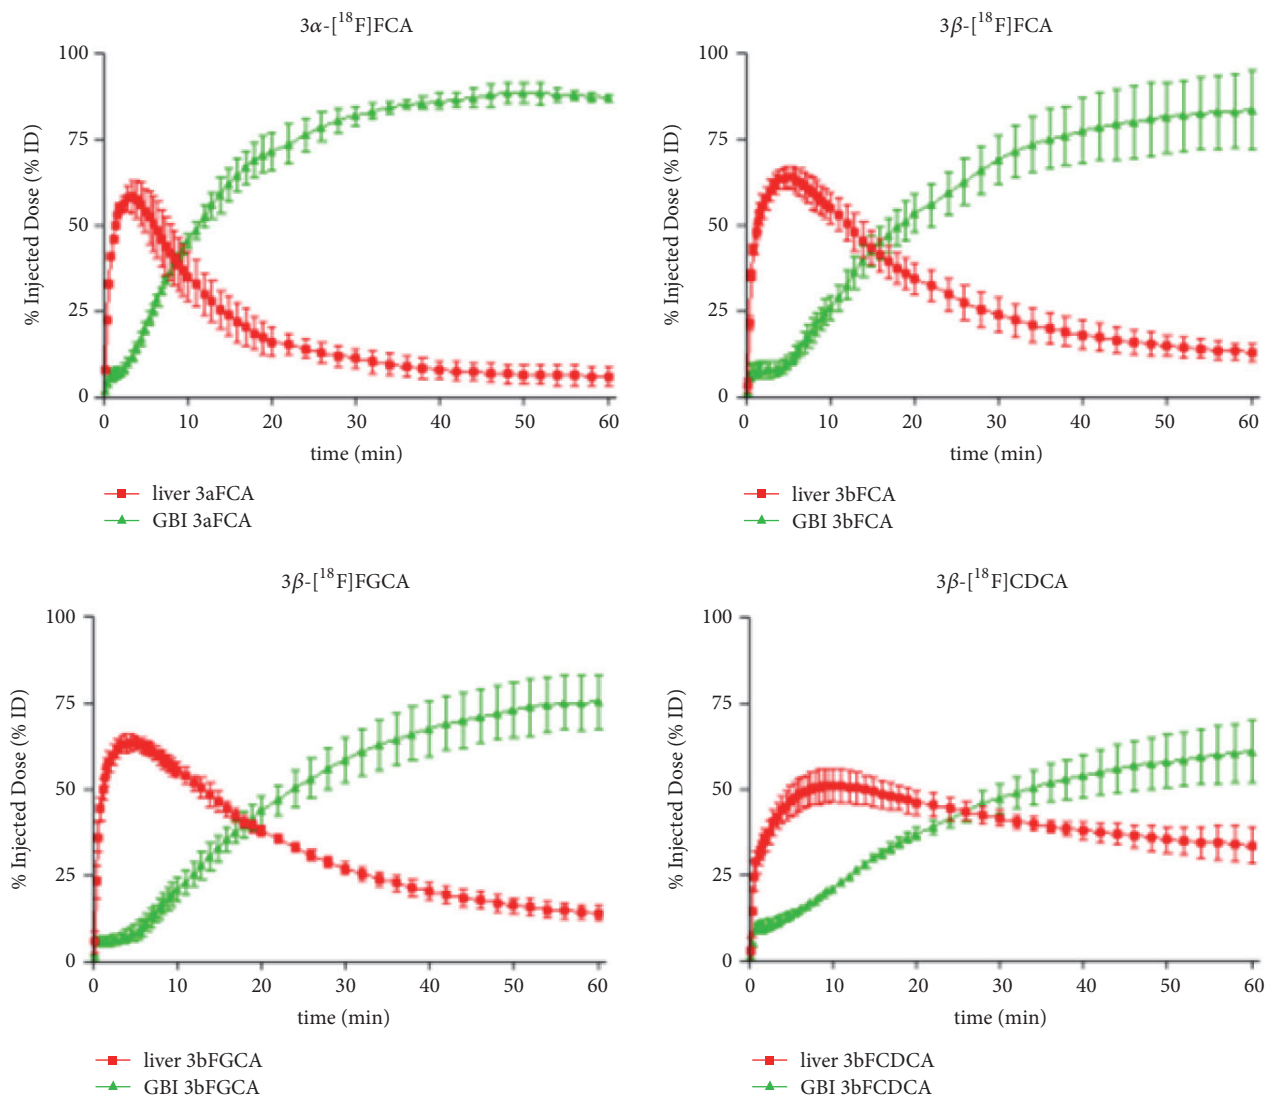 3α-[18F]FCA
% Injected Dose (% ID)
100
75
50
25
0
0 10 20 30 40 50 60
time (min)
liver 3aFCA
GBI 3aFCA
3β-[18F]FCA
% Injected Dose (% ID)
100
75
50
25
0
0 10 20 30 40 50 60
time (min)
liver 3bFCA
GBI 3bFCA
3β-[18F]FGCA
% Injected Dose (% ID)
100
75
50
25
0
0 10 20 30 40 50 60
time (min)
liver 3bFGCA
GBI 3bFGCA
3β-[18F]CDCA
% Injected Dose (% ID)
100
75
50
25
0
0 10 20 30 40 50 60
time (min)
liver 3bFCDCA
GBI 3bFCDCA